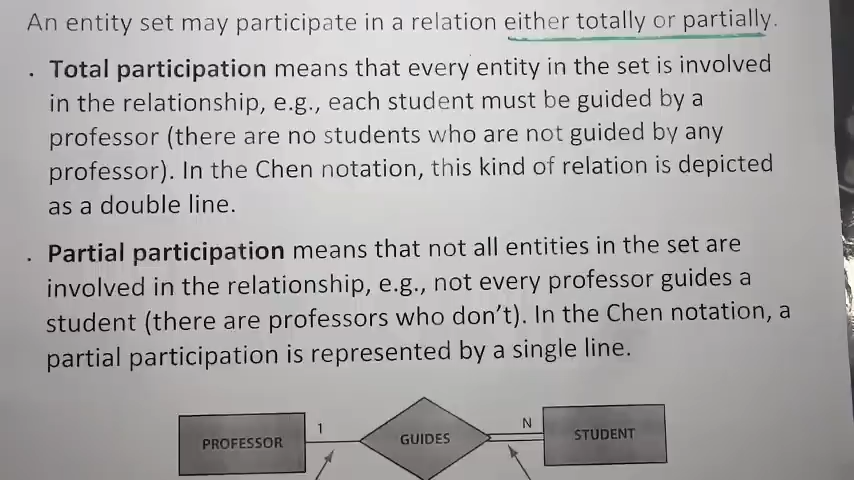 An entity set may participate in a relation either totally or partially.
. Total participation means that every entity in the set is involved
in the relationship, e.g., each student must be guided by a
professor (there are no students who are not guided by any
professor). In the Chen notation, this kind of relation is depicted
as a double line.
. Partial participation means that not all entities in the set are
involved in the relationship, e.g., not every professor guides a
student (there are professors who don't). In the Chen notation, a
partial participation is represented by a single line.
PROFESSOR 1 GUIDES N STUDENT